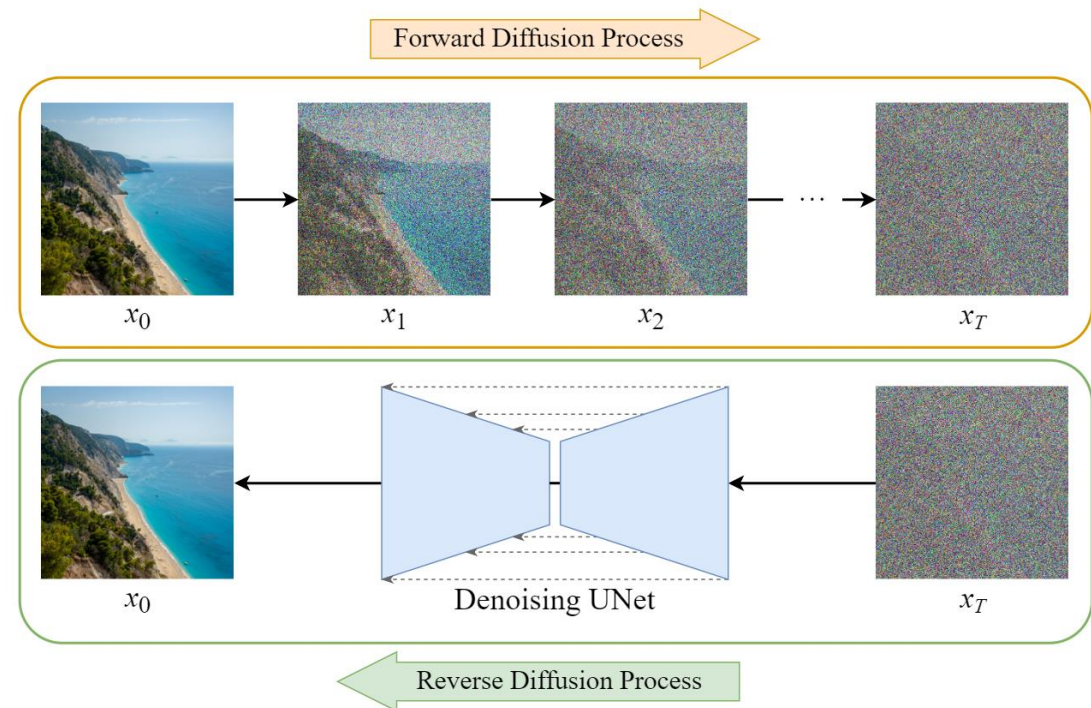 Forward Diffusion Process
x0
x1
x2
...
xT
Denoising UNet
x0
xT
Reverse Diffusion Process